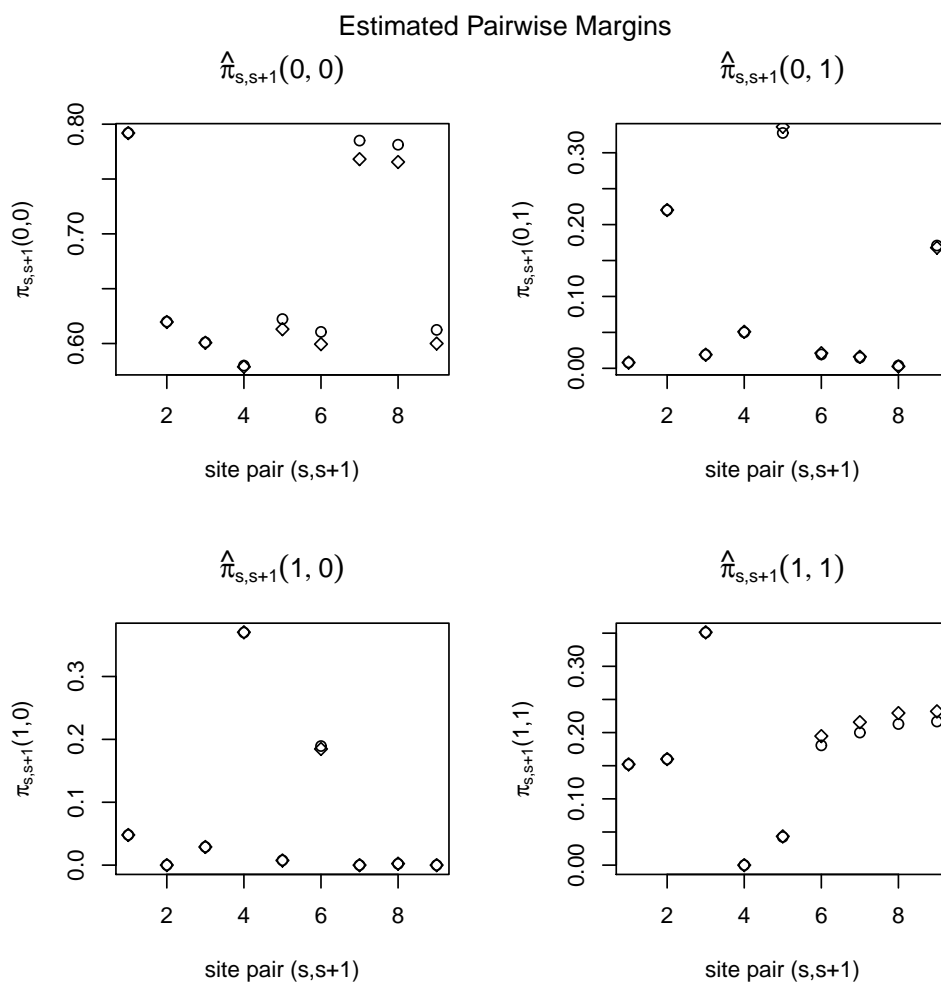 Estimated Pairwise Margins
π̂s,s+1(0, 0)
πs,s+1(0,0)
0.60 0.70 0.80
2 4 6 8
site pair (s,s+1)
π̂s,s+1(0, 1)
πs,s+1(0,1)
0.00 0.10 0.20 0.30
2 4 6 8
site pair (s,s+1)
π̂s,s+1(1, 0)
πs,s+1(1,0)
0.0 0.1 0.2 0.3
2 4 6 8
site pair (s,s+1)
π̂s,s+1(1, 1)
πs,s+1(1,1)
0.00 0.10 0.20 0.30
2 4 6 8
site pair (s,s+1)